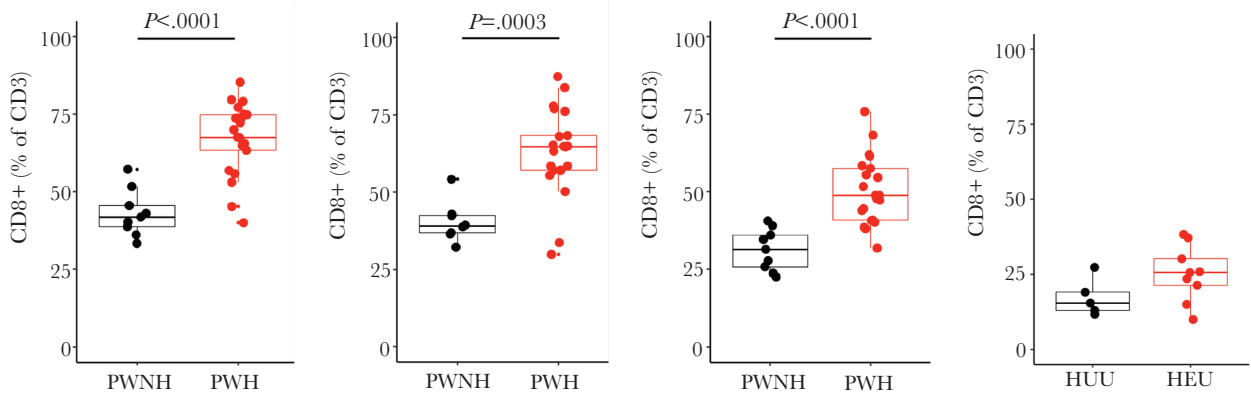 P<.0001
CD8+ (% of CD3)
100
75
50
25
0
PWNH PWH
P=.0003
CD8+ (% of CD3)
100
75
50
25
0
PWNH PWH
P<.0001
CD8+ (% of CD3)
100
75
50
25
0
PWNH PWH
CD8+ (% of CD3)
100
75
50
25
0
HUU HEU